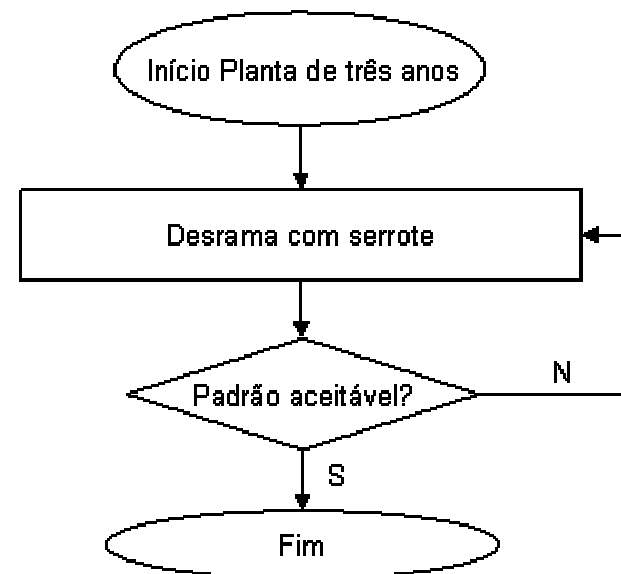 Início Planta de três anos
Desrama com serrote
Padrão aceitável?
N
S
Fim